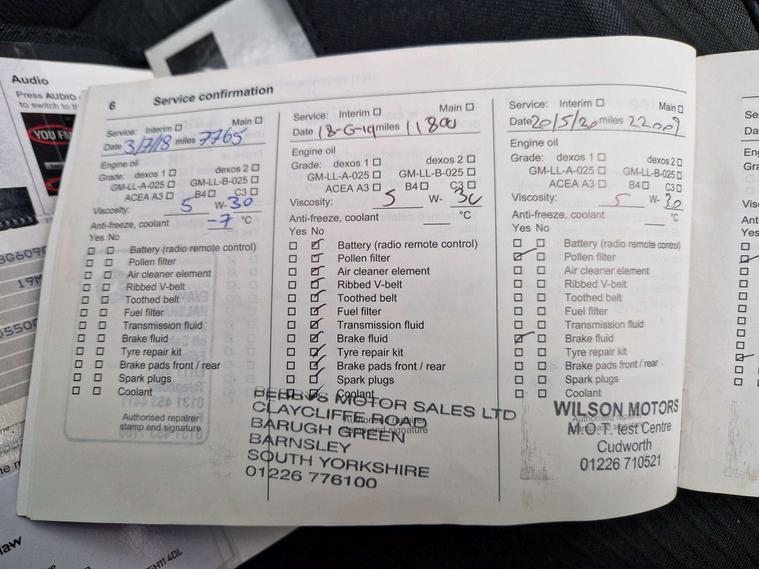 Audio
Press AUDIO
to switch to th
YOU FM
6 Service confirmation
Service: Interim ☐ Main ☐
Date 3/7/18 miles 7765
Engine oil
Grade: dexos 1 ☐ dexos 2 ☐
GM-LL-A-025 ☐ GM-LL-B-025 ☐
ACEA A3 ☐ B4 ☐ C3 ☐
Viscosity: 5 W- 30
Anti-freeze, coolant -7 °C
Yes No
Battery (radio remote control)
Pollen filter
Air cleaner element
Ribbed V-belt
Toothed belt
Fuel filter
Transmission fluid
Brake fluid
Tyre repair kit
Brake pads front / rear
Spark plugs
Coolant
Authorised repairer
stamp and signature
Service: Interim ☐ Main ☐
Date 18-6-19 miles 11800
Engine oil
Grade: dexos 1 ☐ dexos 2 ☐
GM-LL-A-025 ☐ GM-LL-B-025 ☐
ACEA A3 ☐ B4 ☐ C3 ☐
Viscosity: 5 W- 30
Anti-freeze, coolant °C
Yes No
Battery (radio remote control)
Pollen filter
Air cleaner element
Ribbed V-belt
Toothed belt
Fuel filter
Transmission fluid
Brake fluid
Tyre repair kit
Brake pads front / rear
Spark plugs
Coolant
Authorised repairer
stamp and signature
BERRYS MOTOR SALES LTD
CLAYCLIFFE ROAD
BARUGH GREEN
BARNSLEY
SOUTH YORKSHIRE
01226 776100
Service: Interim ☐ Main ☐
Date 20/5/20 miles 22009
Engine oil
Grade: dexos 1 ☐ dexos 2 ☐
GM-LL-A-025 ☐ GM-LL-B-025 ☐
ACEA A3 ☐ B4 ☐ C3 ☐
Viscosity: 5 W- 30
Anti-freeze, coolant °C
Yes No
Battery (radio remote control)
Pollen filter
Air cleaner element
Ribbed V-belt
Toothed belt
Fuel filter
Transmission fluid
Brake fluid
Tyre repair kit
Brake pads front / rear
Spark plugs
Coolant
WILSON MOTORS
M.O.T. test Centre
Cudworth
01226 710521